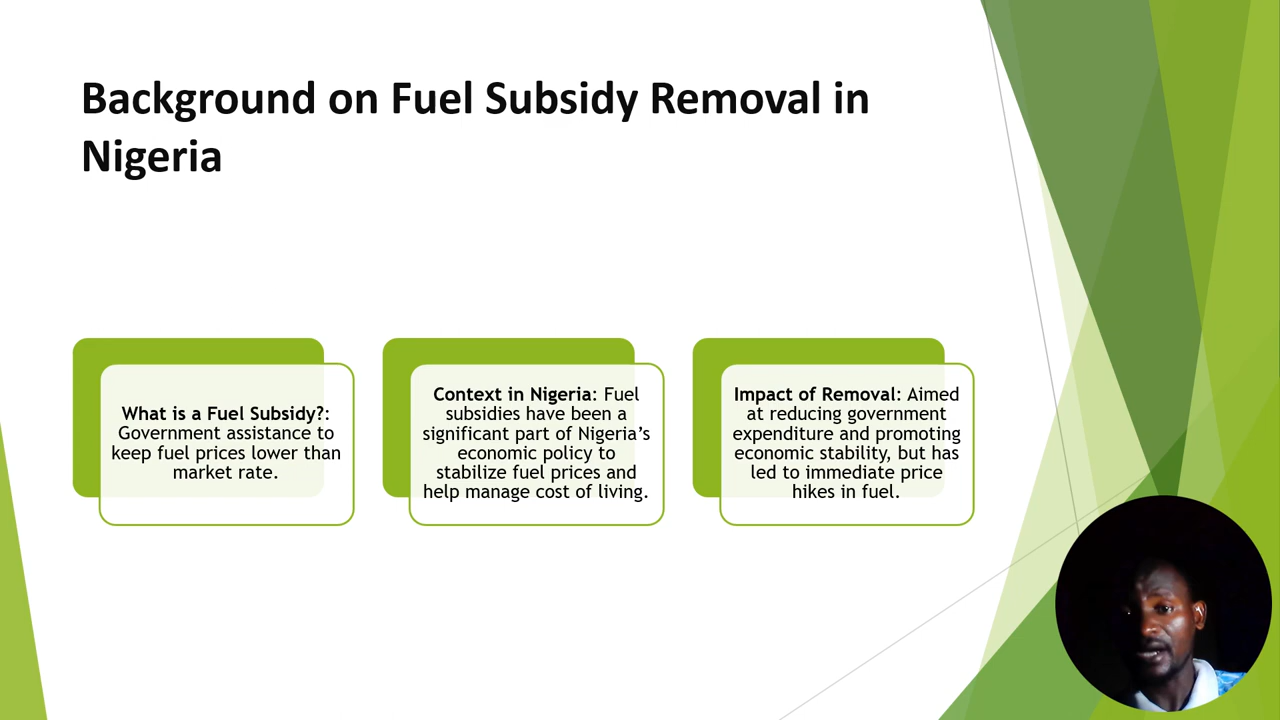 Background on Fuel Subsidy Removal in
Nigeria
What is a Fuel Subsidy?:
Government assistance to
keep fuel prices lower than
market rate.
Context in Nigeria: Fuel
subsidies have been a
significant part of Nigeria’s
economic policy to
stabilize fuel prices and
help manage cost of living.
Impact of Removal: Aimed
at reducing government
expenditure and promoting
economic stability, but has
led to immediate price
hikes in fuel.